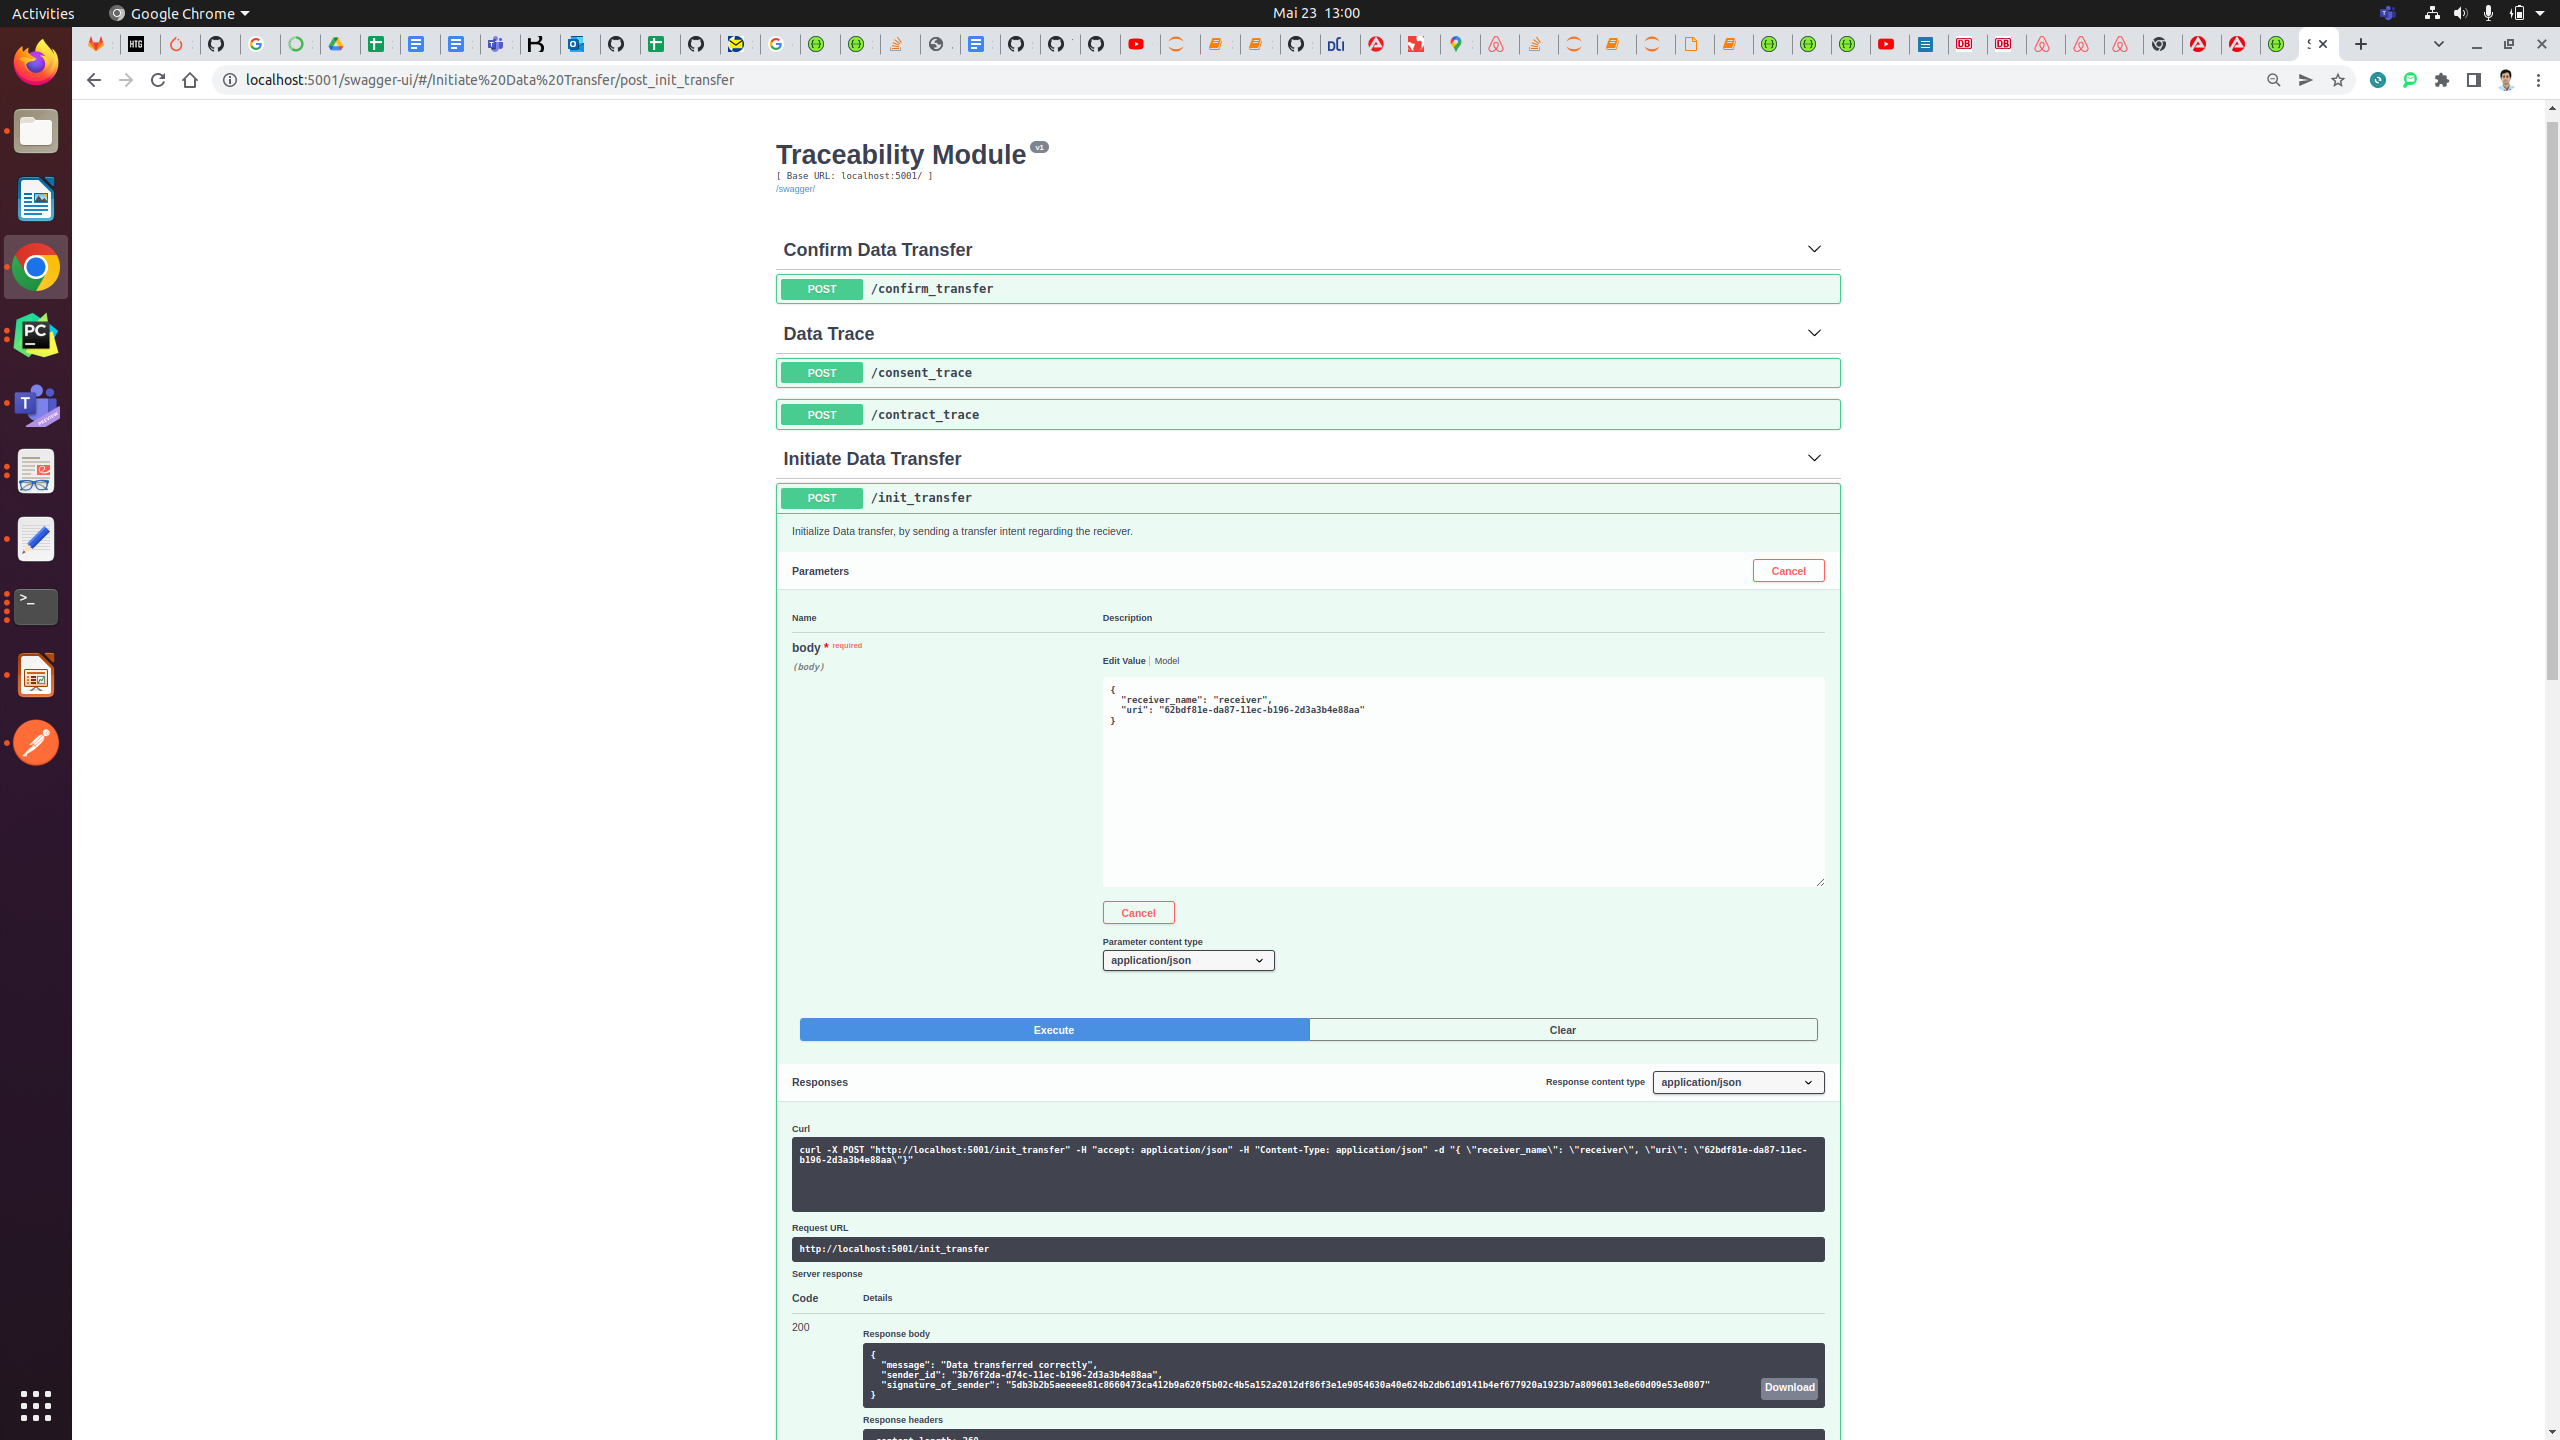 Activities
Google Chrome
Mai 23 13:00
localhost:5001/swagger-ui/#/Initiate%20Data%20Transfer/post_init_transfer
Traceability Module v1
[ Base URL: localhost:5001/ ]
/swagger/
Confirm Data Transfer
POST /confirm_transfer
Data Trace
POST /consent_trace
POST /contract_trace
Initiate Data Transfer
POST /init_transfer
Initialize Data transfer, by sending a transfer intent regarding the reciever.
Parameters Cancel
Name Description
body * required
(body)
Edit Value Model
{
"receiver_name": "receiver",
"uri": "62bdf81e-da87-11ec-b196-2d3a3b4e88aa"
}
Cancel
Parameter content type
application/json
Execute Clear
Responses Response content type application/json
Curl
curl -X POST "http://localhost:5001/init_transfer" -H "accept: application/json" -H "Content-Type: application/json" -d "{ \"receiver_name\": \"receiver\", \"uri\": \"62bdf81e-da87-11ec-
b196-2d3a3b4e88aa\"}"
Request URL
http://localhost:5001/init_transfer
Server response
Code Details
200
Response body
{
"message": "Data transferred correctly",
"sender_id": "3b76f2da-d74c-11ec-b196-2d3a3b4e88aa",
"signature_of_sender": "5db3b2b5aeeeee81c8660473ca412b9a620f5b02c4b5a152a2012df86f3e1e9054630a40e624b2db61d9141b4ef677920a1923b7a8096013e8e60d09e53e0807"
}
Download
Response headers